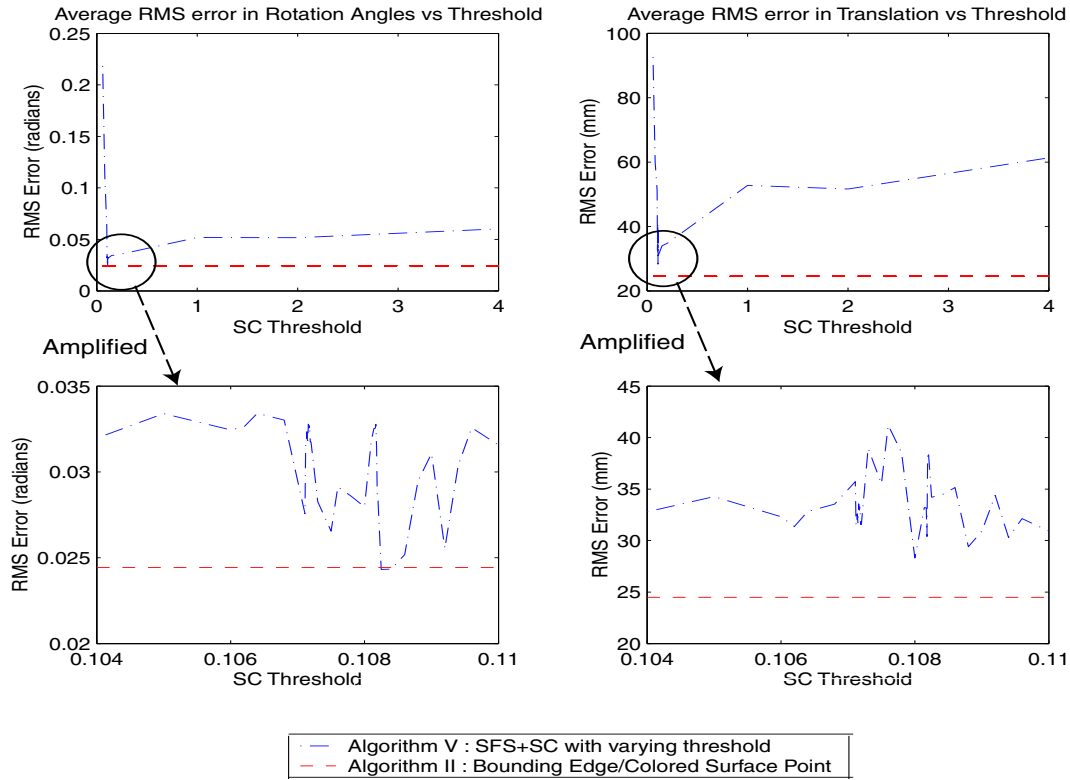 Average RMS error in Rotation Angles vs Threshold
0.25
0.2
0.15
0.1
0.05
0
RMS Error (radians)
0 1 2 3 4
SC Threshold
Average RMS error in Translation vs Threshold
100
80
60
40
20
RMS Error (mm)
0 1 2 3 4
SC Threshold
Amplified
Amplified
0.035
0.03
0.025
0.02
RMS Error (radians)
0.104 0.106 0.108 0.11
SC Threshold
45
40
35
30
25
20
RMS Error (mm)
0.104 0.106 0.108 0.11
SC Threshold
Algorithm V : SFS+SC with varying threshold
Algorithm II : Bounding Edge/Colored Surface Point